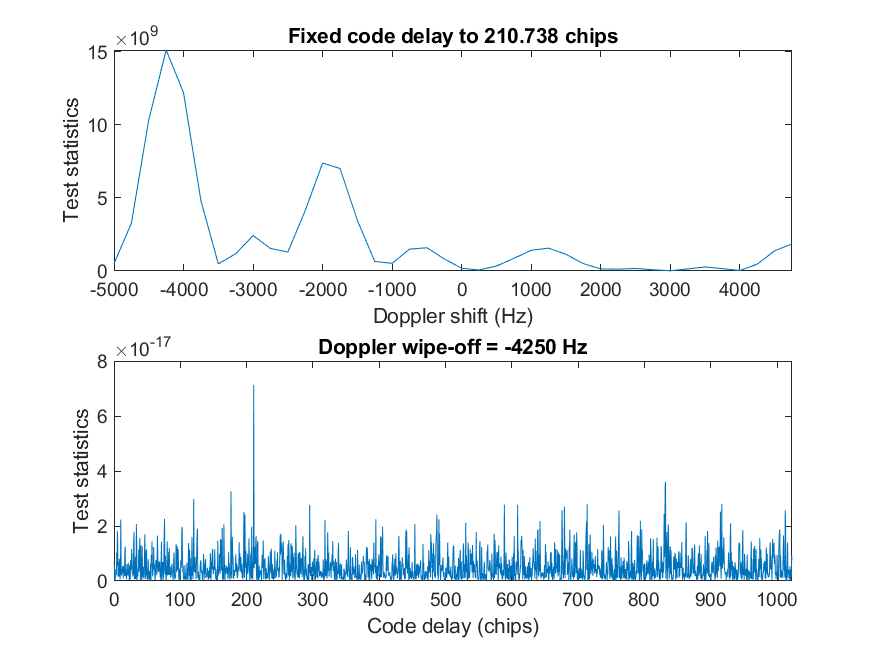 ×10⁹
Fixed code delay to 210.738 chips
15
10
5
0
Test statistics
-5000 -4000 -3000 -2000 -1000 0 1000 2000 3000 4000
Doppler shift (Hz)
×10⁻¹⁷
Doppler wipe-off = -4250 Hz
8
6
4
2
0
Test statistics
0 100 200 300 400 500 600 700 800 900 1000
Code delay (chips)